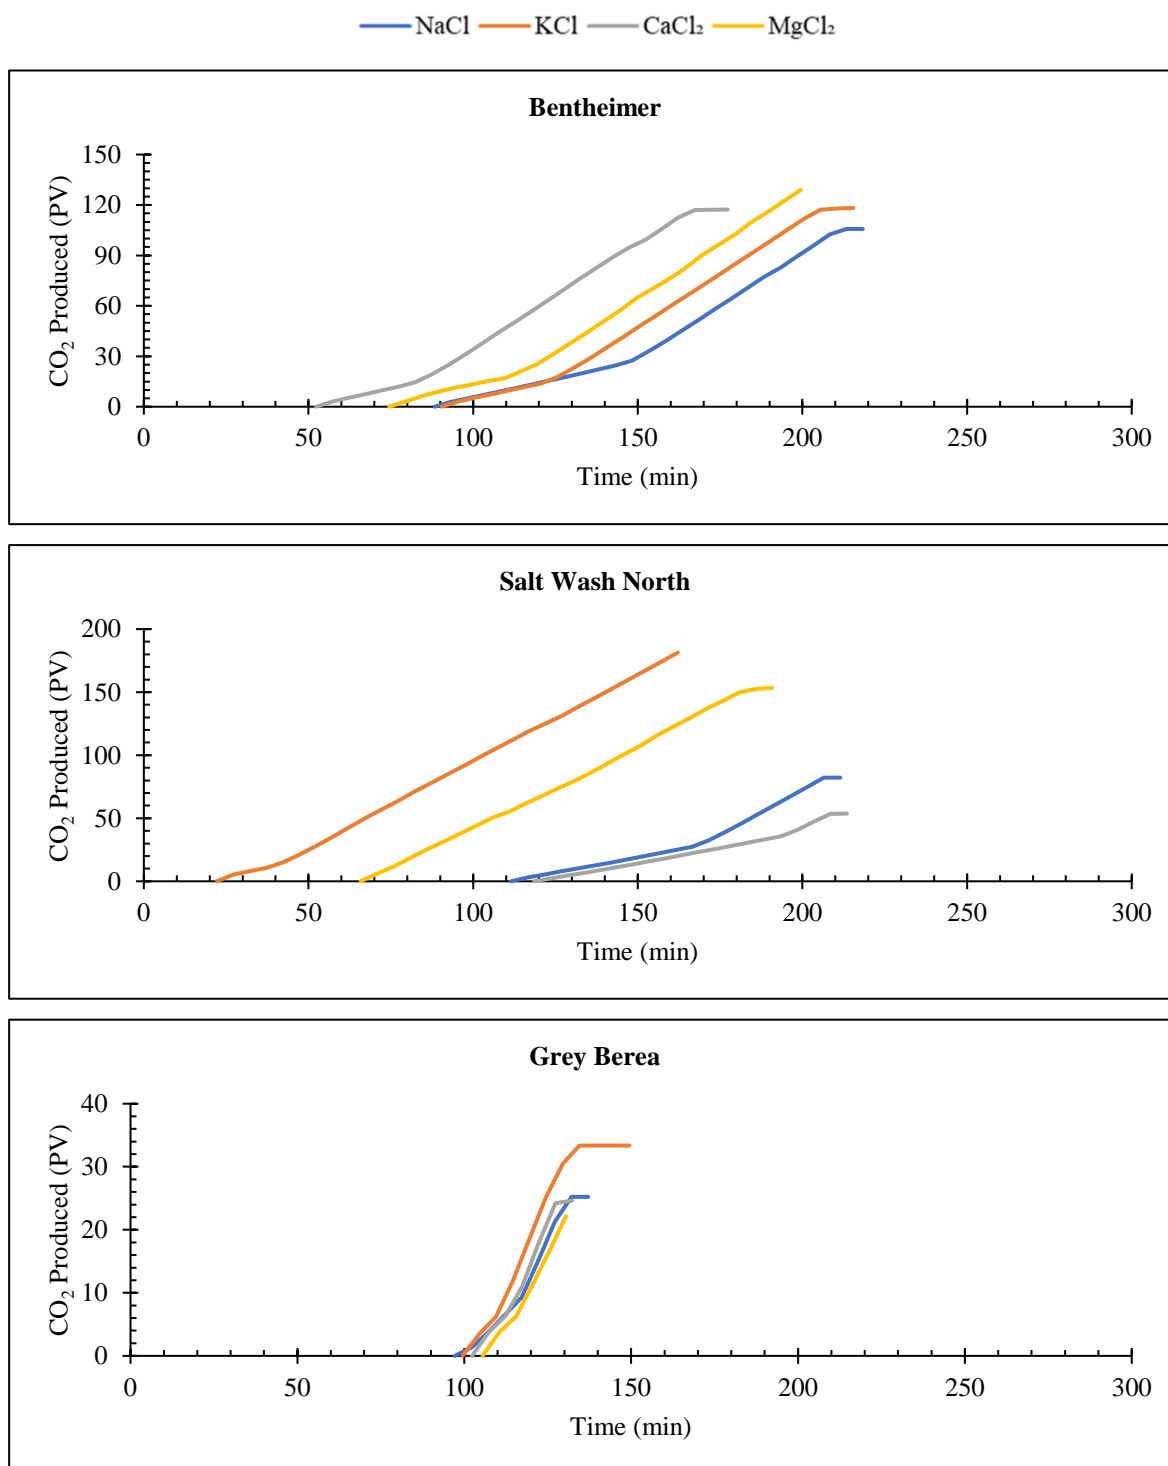 NaCl KCl CaCl₂ MgCl₂
Bentheimer
150
120
90
60
30
0
CO₂ Produced (PV)
0 50 100 150 200 250 300
Time (min)
Salt Wash North
200
150
100
50
0
CO₂ Produced (PV)
0 50 100 150 200 250 300
Time (min)
Grey Berea
40
30
20
10
0
CO₂ Produced (PV)
0 50 100 150 200 250 300
Time (min)